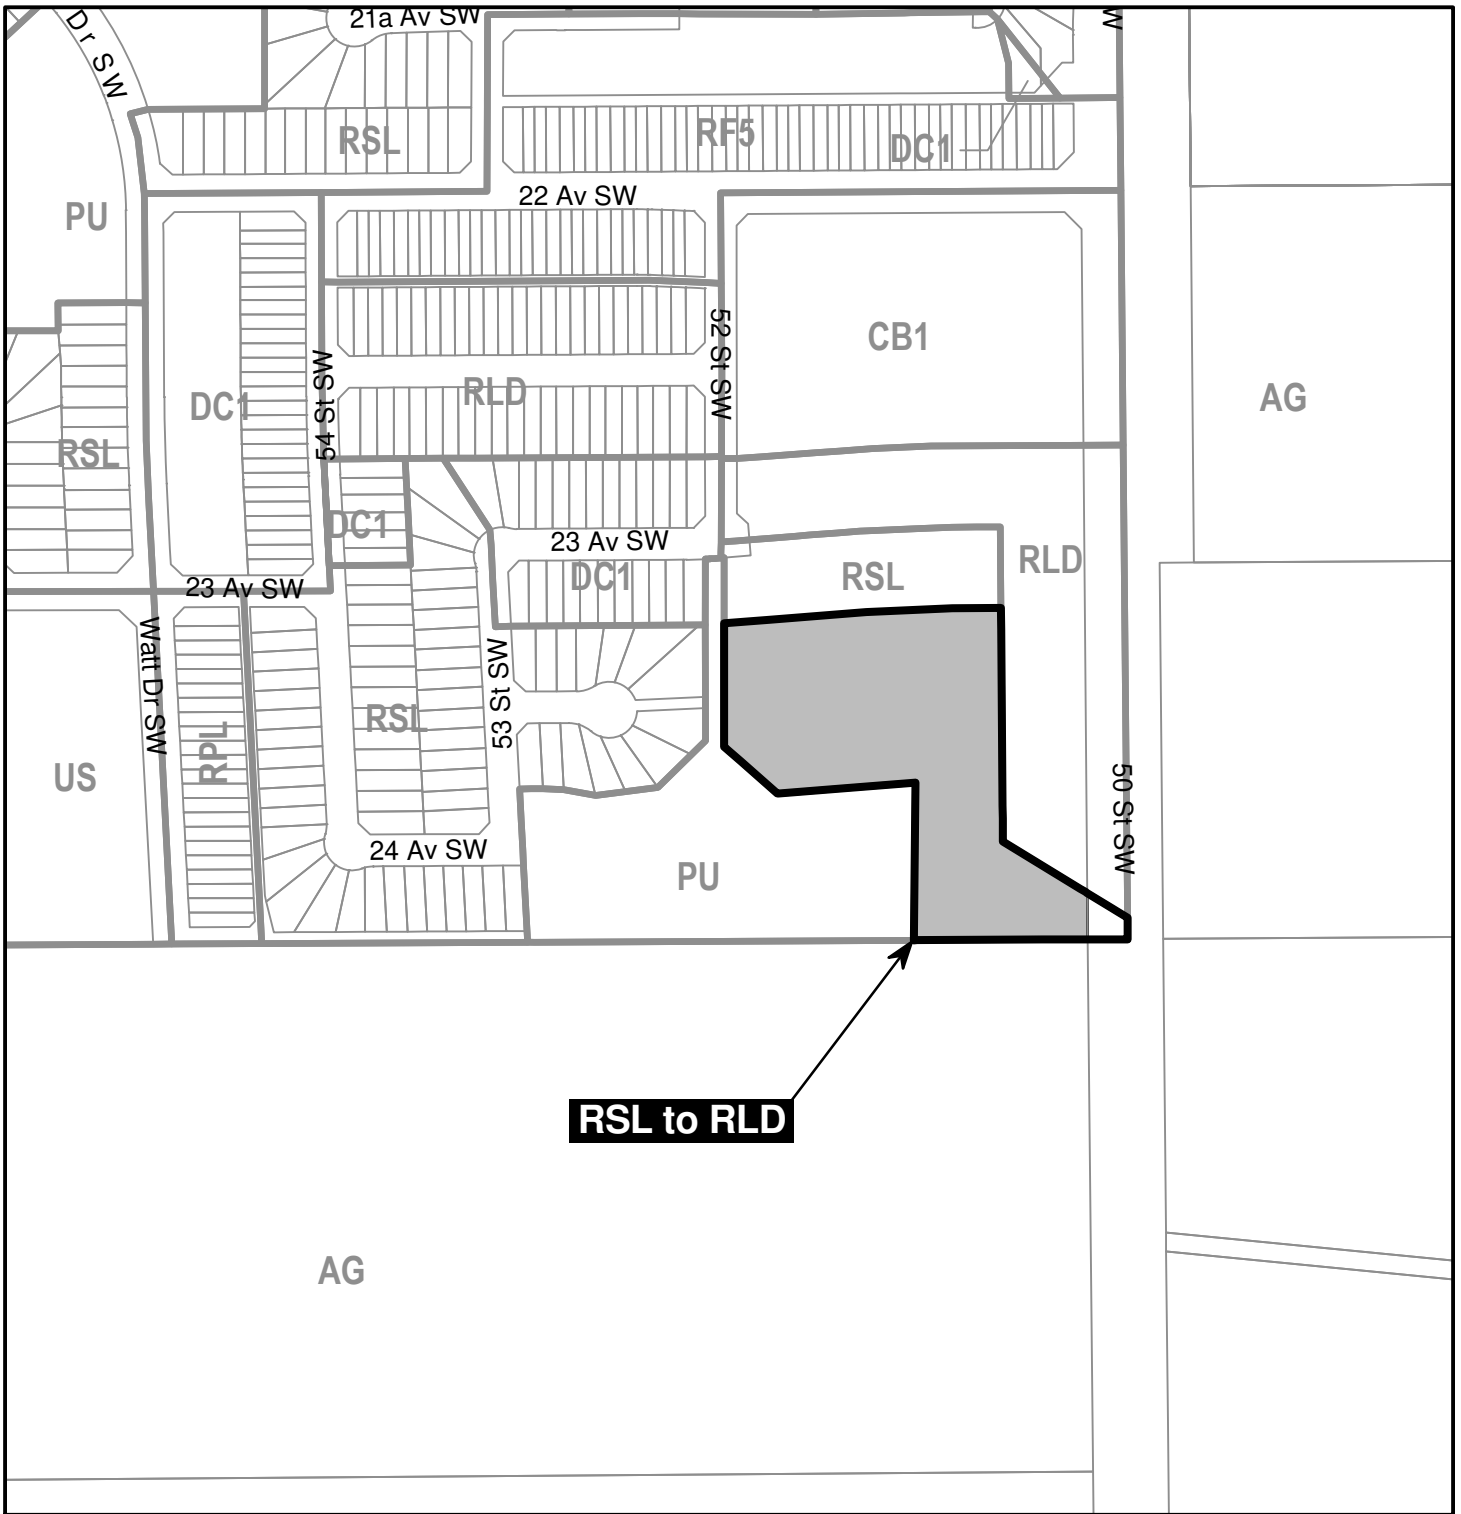 21a Av SW
Dr SW
W
RSL
RF5
DC1
PU
22 Av SW
CB1
52 St SW
54 St SW
RLD
DC1
AG
RSL
DC1
23 Av SW
RLD
DC1
RSL
23 Av SW
Watt Dr SW
53 St SW
RSL
RPL
US
50 St SW
24 Av SW
PU
RSL to RLD
AG